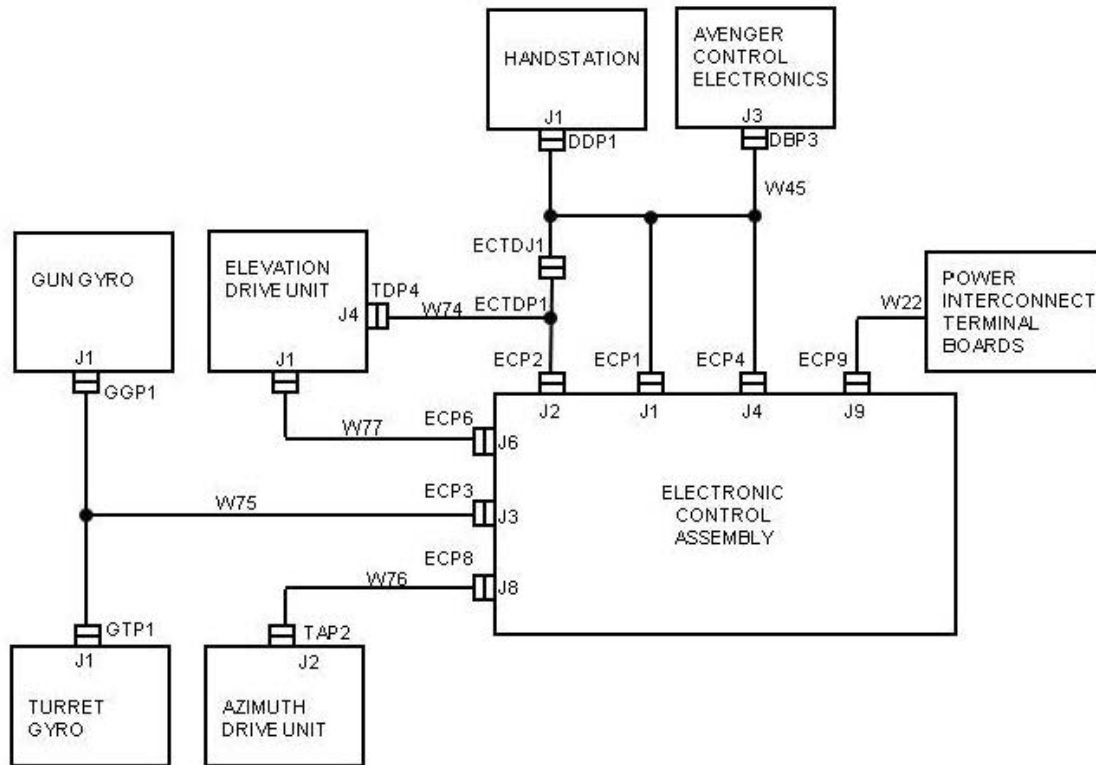 HANDSTATION
J1
DDP1
AVENGER
CONTROL
ELECTRONICS
J3
DBP3
W45
GUN GYRO
J1
GGP1
ELEVATION
DRIVE UNIT
J4
TDP4
J1
W74
ECTDJ1
ECTDP1
POWER
INTERCONNECT
TERMINAL
BOARDS
W22
ECP2
ECP1
ECP4
ECP9
J2
J1
J4
J9
W77
ECP6
J6
W75
ECP3
J3
W76
ECP8
J8
ELECTRONIC
CONTROL
ASSEMBLY
GTP1
J1
TURRET
GYRO
TAP2
J2
AZIMUTH
DRIVE UNIT